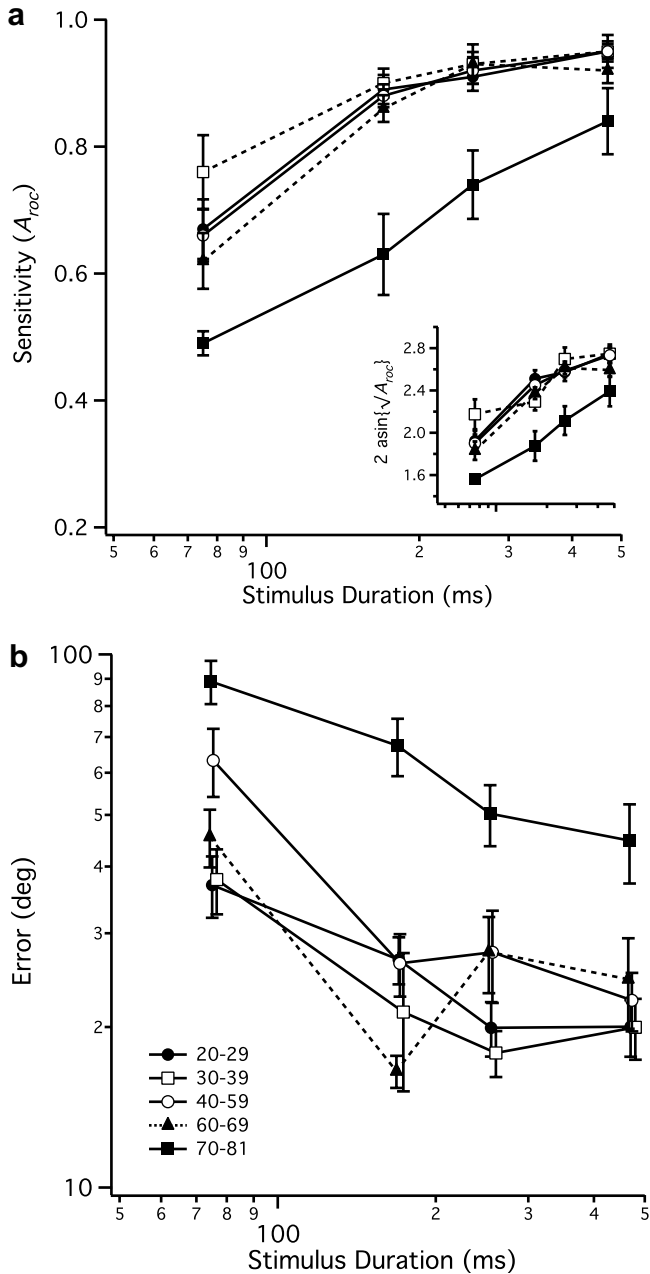 a
1.0
0.8
0.6
0.4
0.2
Sensitivity (Aroc)
2.8
2.4
2.0
1.6
2 asin{√Aroc}
5 6 7 8 9 100 2 3 4 5
Stimulus Duration (ms)
b
100
9
8
7
6
5
4
3
2
10
Error (deg)
20-29
30-39
40-59
60-69
70-81
5 6 7 8 9 100 2 3 4 5
Stimulus Duration (ms)